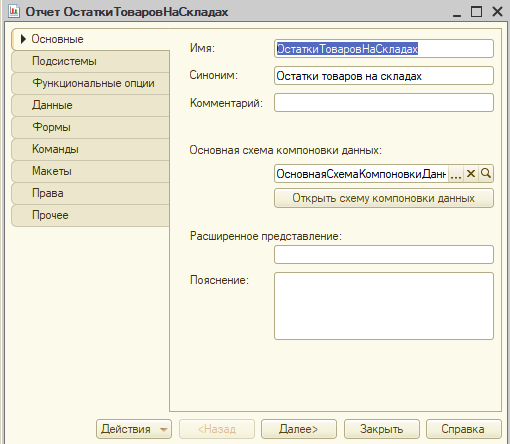 Отчет ОстаткиТоваровНаСкладах
Основные
Подсистемы
Функциональные опции
Данные
Формы
Команды
Макеты
Права
Прочее
Имя: ОстаткиТоваровНаСкладах
Синоним: Остатки товаров на складах
Комментарий:
Основная схема компоновки данных:
ОсновнаяСхемаКомпоновкиДанн ...
Открыть схему компоновки данных
Расширенное представление:
Пояснение:
Действия <Назад Далее> Закрыть Справка